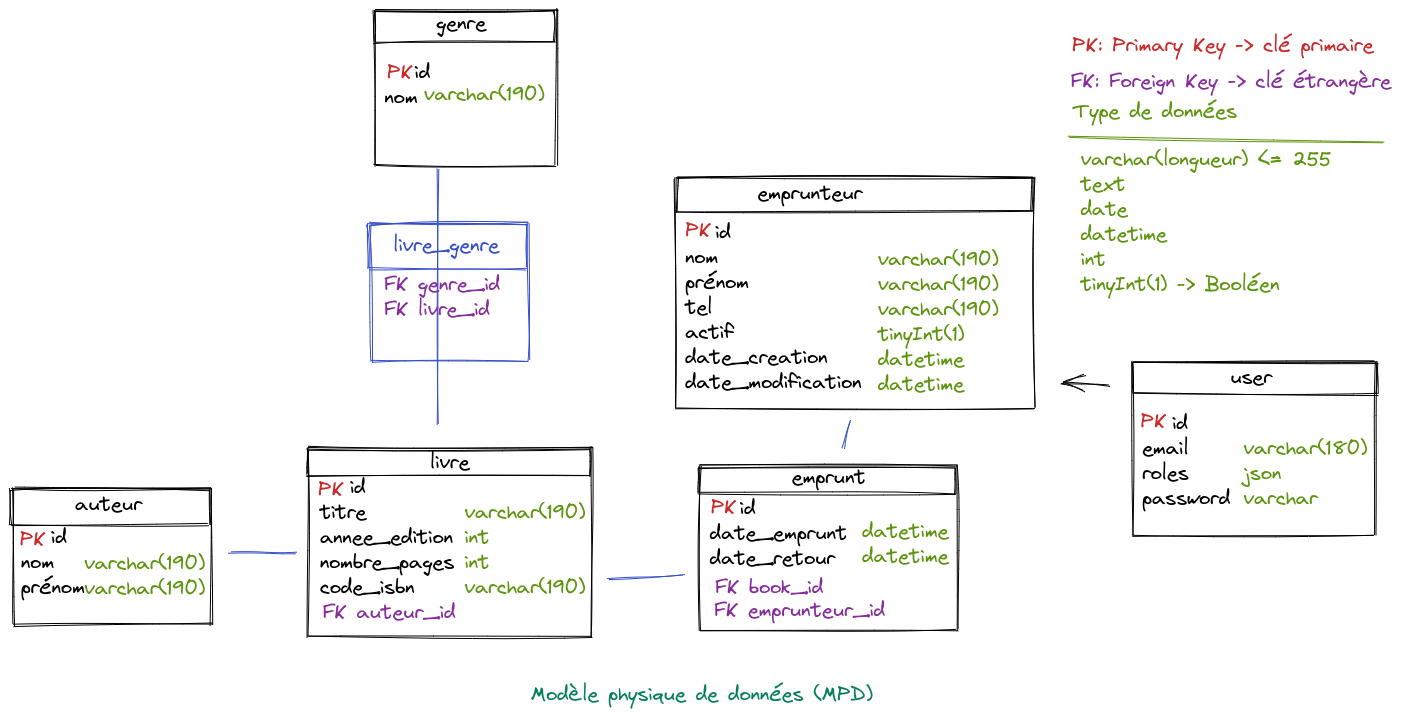 genre
PK id
nom varchar(190)
livre_genre
FK genre_id
FK livre_id
auteur
PK id
nom varchar(190)
prénom varchar(190)
livre
PK id
titre varchar(190)
annee_edition int
nombre_pages int
code_isbn varchar(190)
FK auteur_id
emprunteur
PK id
nom varchar(190)
prénom varchar(190)
tel varchar(190)
actif tinyInt(1)
date_creation datetime
date_modification datetime
emprunt
PK id
date_emprunt datetime
date_retour datetime
FK book_id
FK emprunteur_id
PK: Primary Key -> clé primaire
FK: Foreign Key -> clé étrangère
Type de données
varchar(longueur) <= 255
text
date
datetime
int
tinyInt(1) -> Booléen
user
PK id
email varchar(180)
roles json
password varchar
Modèle physique de données (MPD)